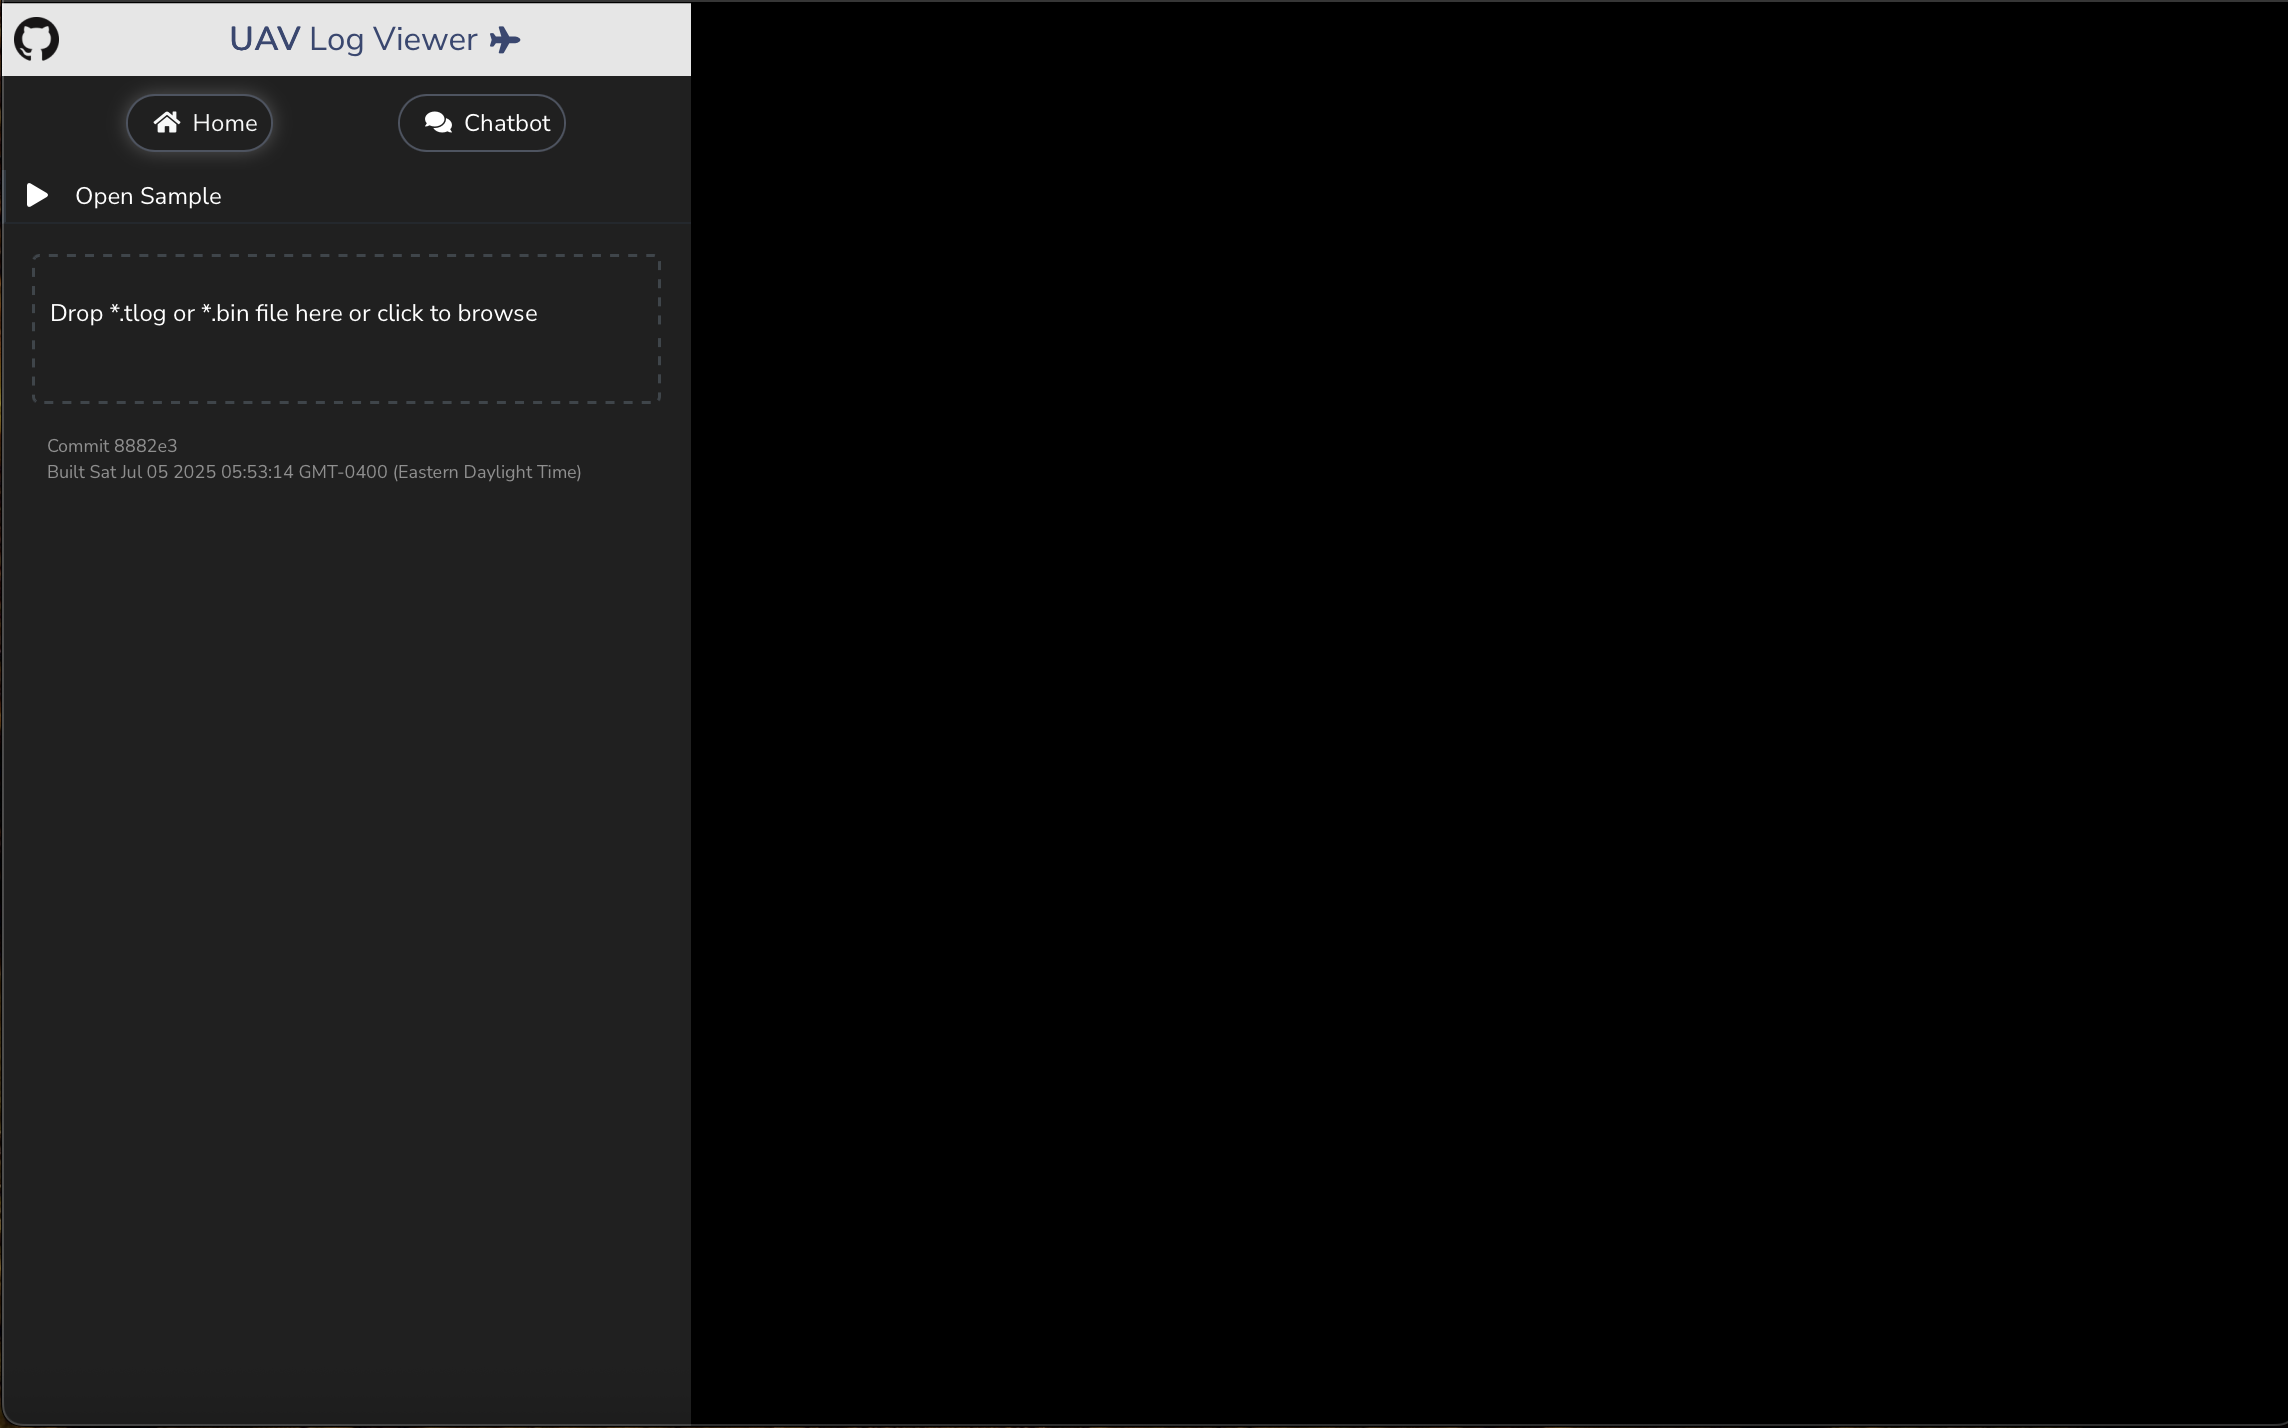 UAV Log Viewer
Home
Chatbot
Open Sample
Drop *.tlog or *.bin file here or click to browse
Commit 8882e3
Built Sat Jul 05 2025 05:53:14 GMT-0400 (Eastern Daylight Time)